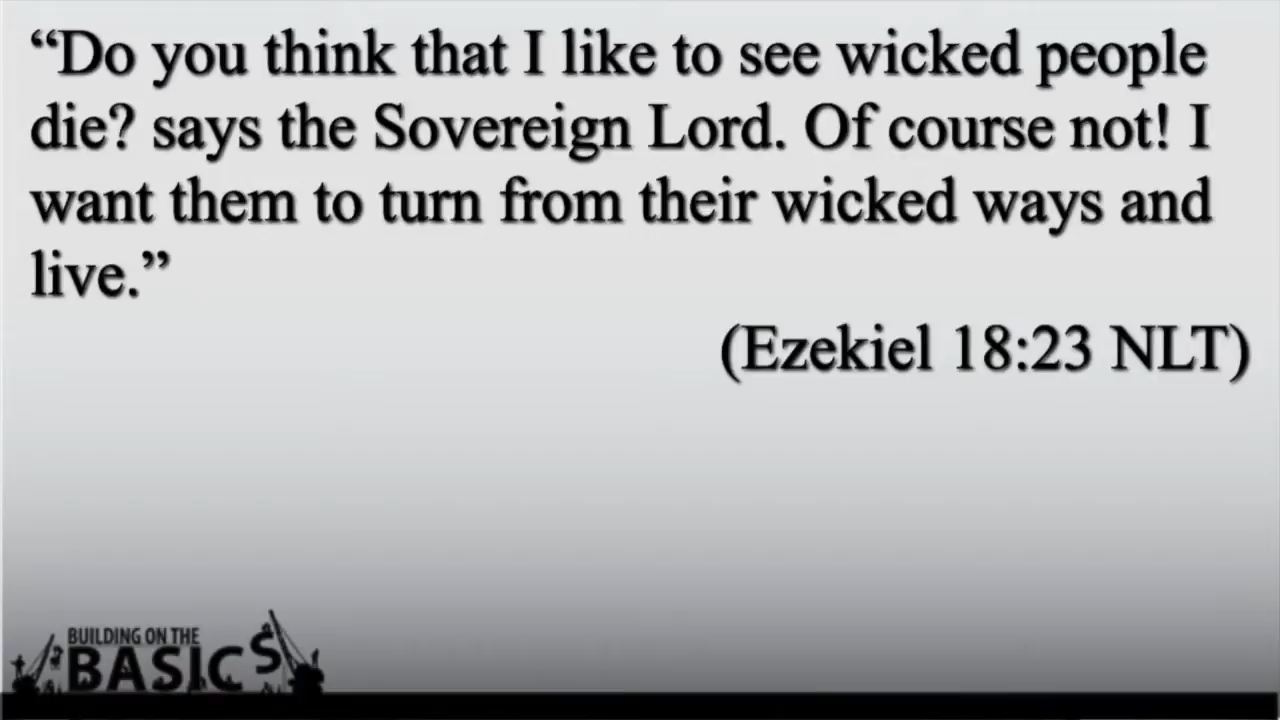 “Do you think that I like to see wicked people
die? says the Sovereign Lord. Of course not! I
want them to turn from their wicked ways and
live.”
(Ezekiel 18:23 NLT)
BUILDING ON THE
BASICS